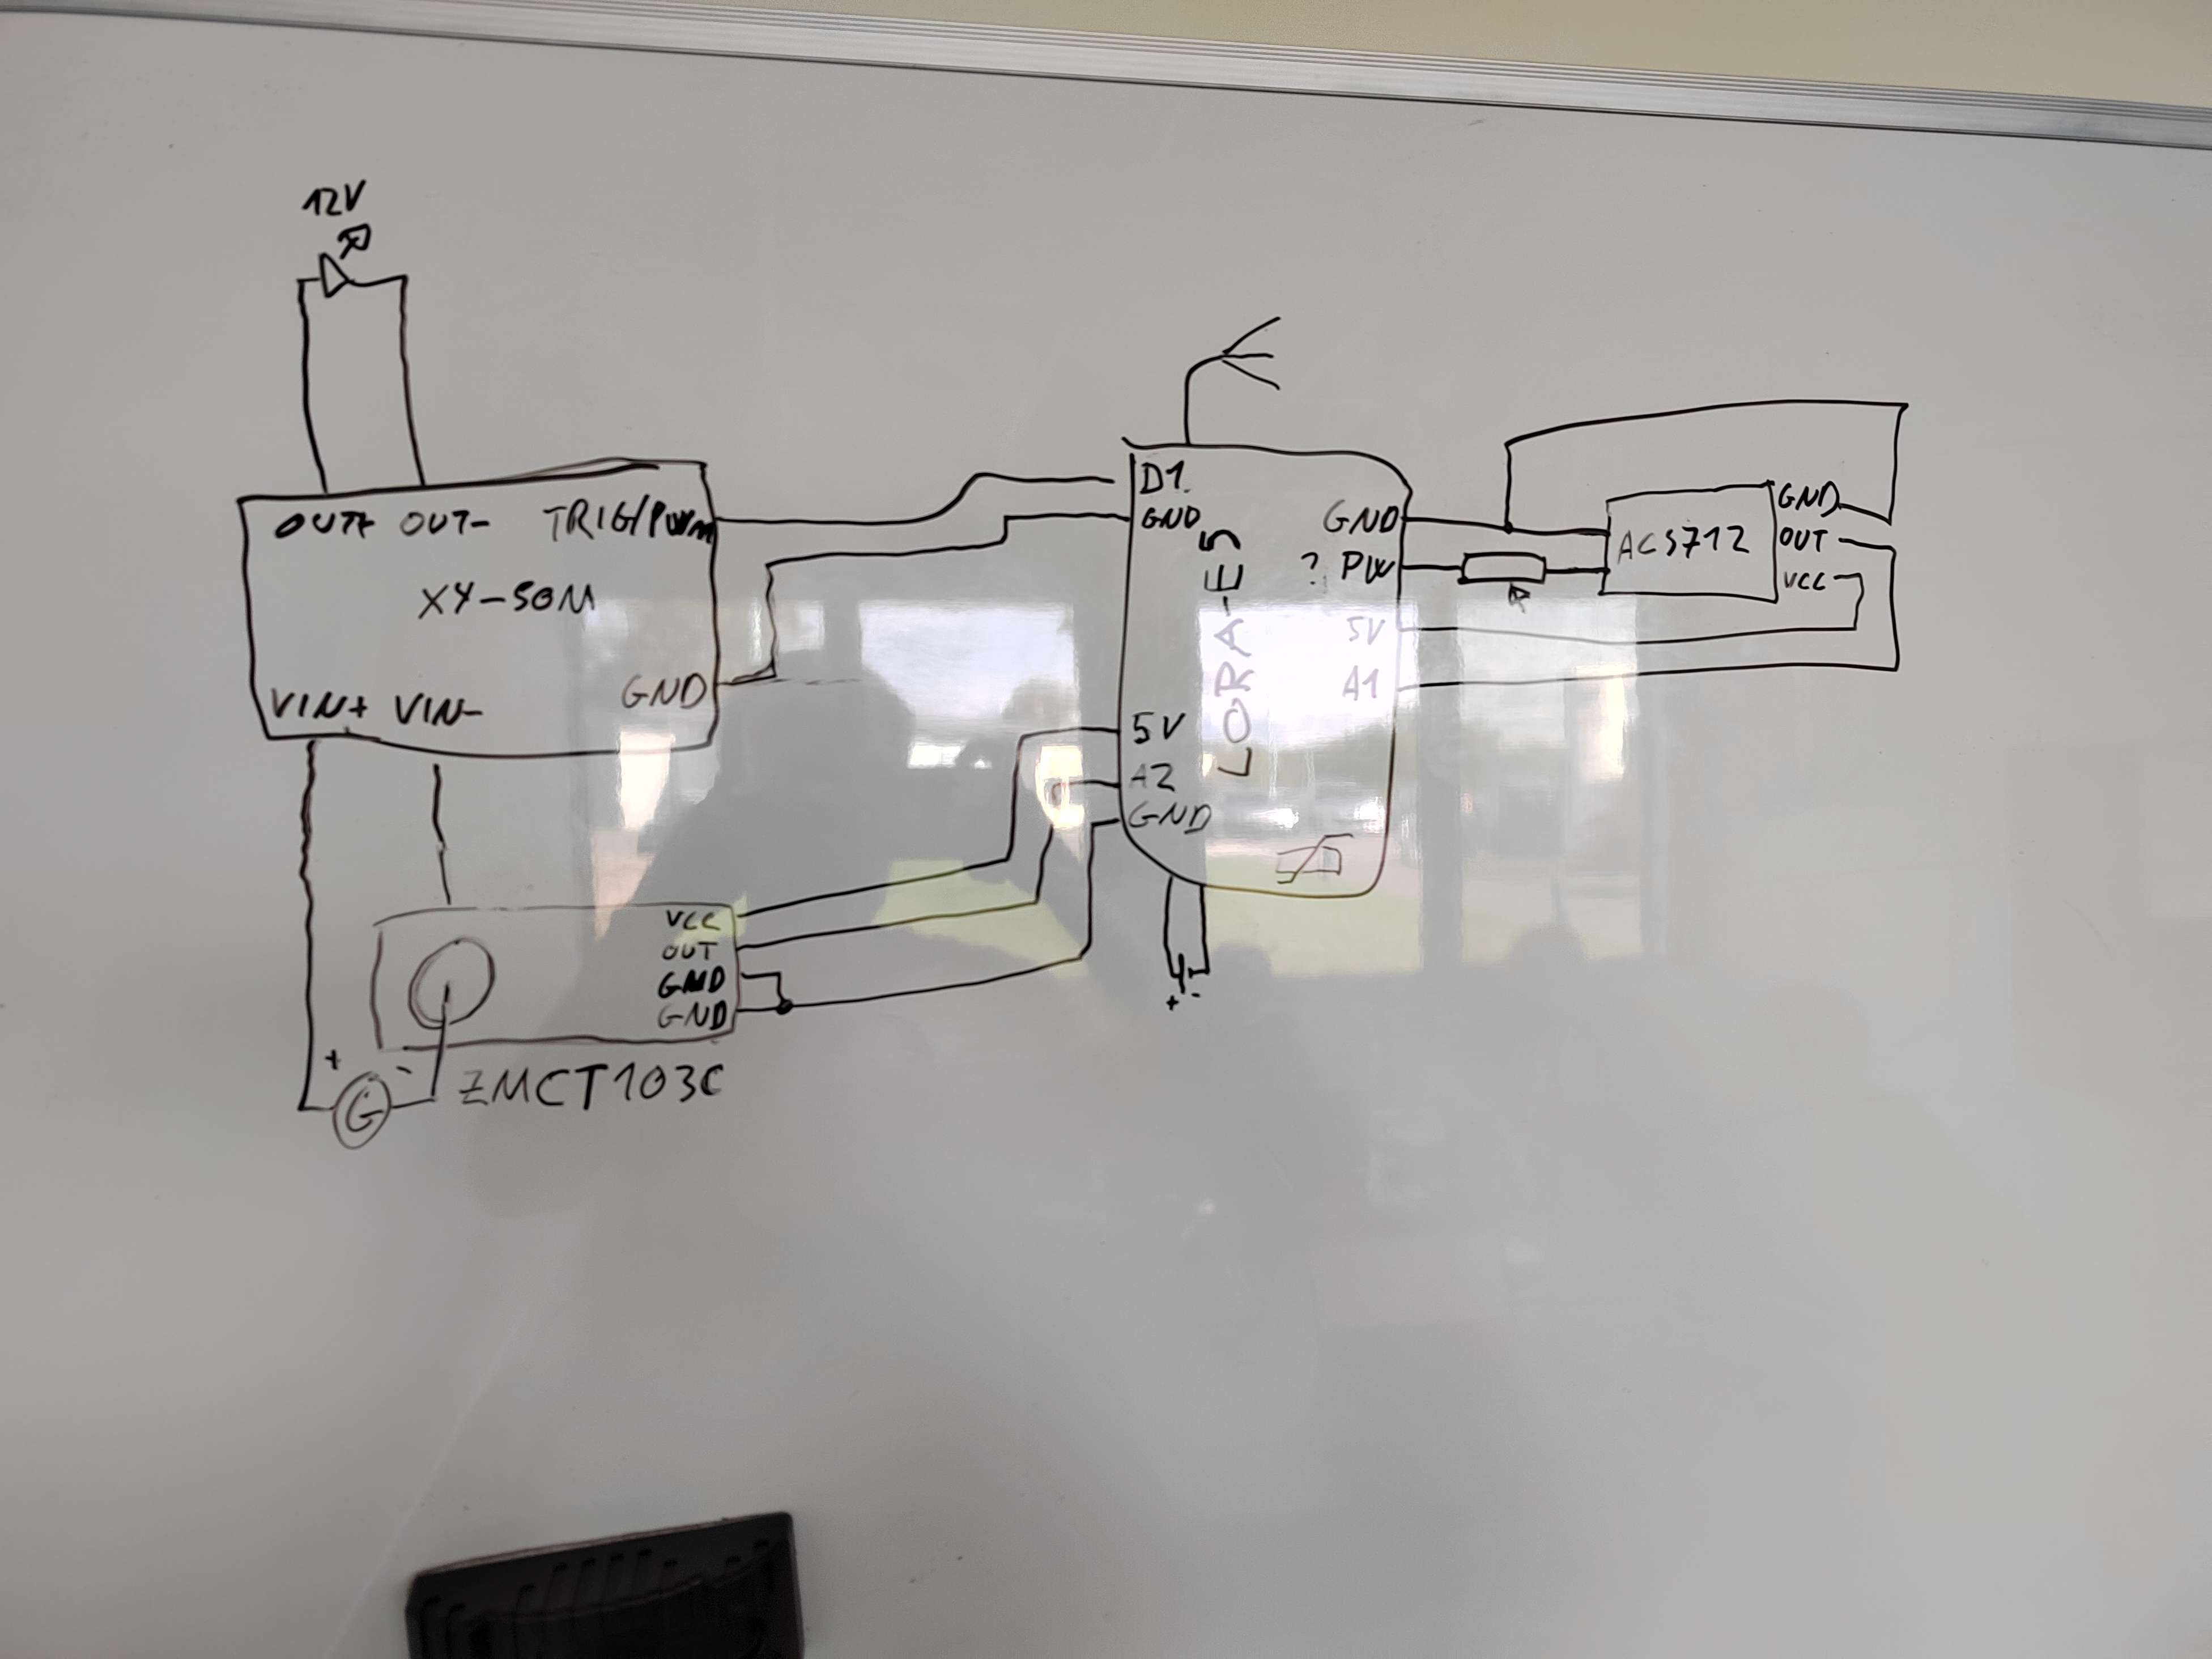 12V
OUT+ OUT- TRIG/PWM
XY-SOM
VIN+ VIN- GND
VCC
OUT
GND
GND
+ -
G
ZMCT103C
D1
GND
5V
A2
GND
LORA-E5
GND
? PW
5V
A1
+ -
ACS712
GND
OUT
VCC